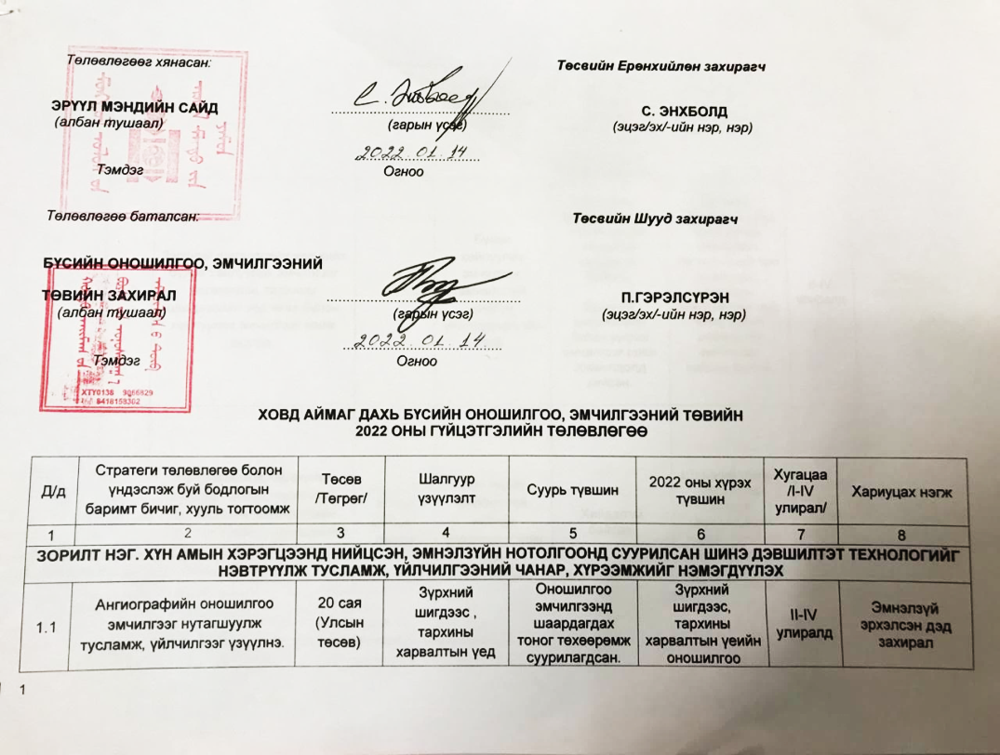 Төлөвлөгөөг хянасан:
Төсвийн Ерөнхийлөн захирагч
ЭРҮҮЛ МЭНДИЙН САЙД
С. ЭНХБОЛД
(албан тушаал)
(гарын үсэг)
(эцэг/эх/-ийн нэр, нэр)
2022.01.14
Тэмдэг
Огноо
Төлөвлөгөө баталсан:
Төсвийн Шууд захирагч
БҮСИЙН ОНОШИЛГОО, ЭМЧИЛГЭЭНИЙ
ТӨВИЙН ЗАХИРАЛ
П.ГЭРЭЛСҮРЭН
(албан тушаал)
(гарын үсэг)
(эцэг/эх/-ийн нэр, нэр)
2022.01.14.
Тэмдэг
Огноо
ХОВД АЙМАГ ДАХЬ БҮСИЙН ОНОШИЛГОО, ЭМЧИЛГЭЭНИЙ ТӨВИЙН
2022 ОНЫ ГҮЙЦЭТГЭЛИЙН ТӨЛӨВЛӨГӨӨ
Д/д
Стратеги төлөвлөгөө болон
үндэслэж буй бодлогын
баримт бичиг, хууль тогтоомж
Төсөв
/Төгрөг/
Шалгуур
үзүүлэлт
Суурь түвшин
2022 оны хүрэх
түвшин
Хугацаа
/I-IV
улирал/
Хариуцах нэгж
1 2 3 4 5 6 7 8
ЗОРИЛТ НЭГ. ХҮН АМЫН ХЭРЭГЦЭЭНД НИЙЦСЭН, ЭМНЭЛЗҮЙН НОТОЛГООНД СУУРИЛСАН ШИНЭ ДЭВШИЛТЭТ ТЕХНОЛОГИЙГ
НЭВТРҮҮЛЖ ТУСЛАМЖ, ҮЙЛЧИЛГЭЭНИЙ ЧАНАР, ХҮРЭЭМЖИЙГ НЭМЭГДҮҮЛЭХ
1.1
Ангиографийн оношилгоо
эмчилгээг нутагшуулж
тусламж, үйлчилгээг үзүүлнэ.
20 сая
(Улсын
төсөв)
Зүрхний
шигдээс ,
тархины
харвалтын үед
Оношилгоо
эмчилгээнд
шаардагдах
тоног төхөөрөмж
суурилагдсан.
Зүрхний
шигдээс,
тархины
харвалтын үеийн
оношилгоо
II-IV
улиралд
Эмнэлзүй
эрхэлсэн дэд
захирал
1